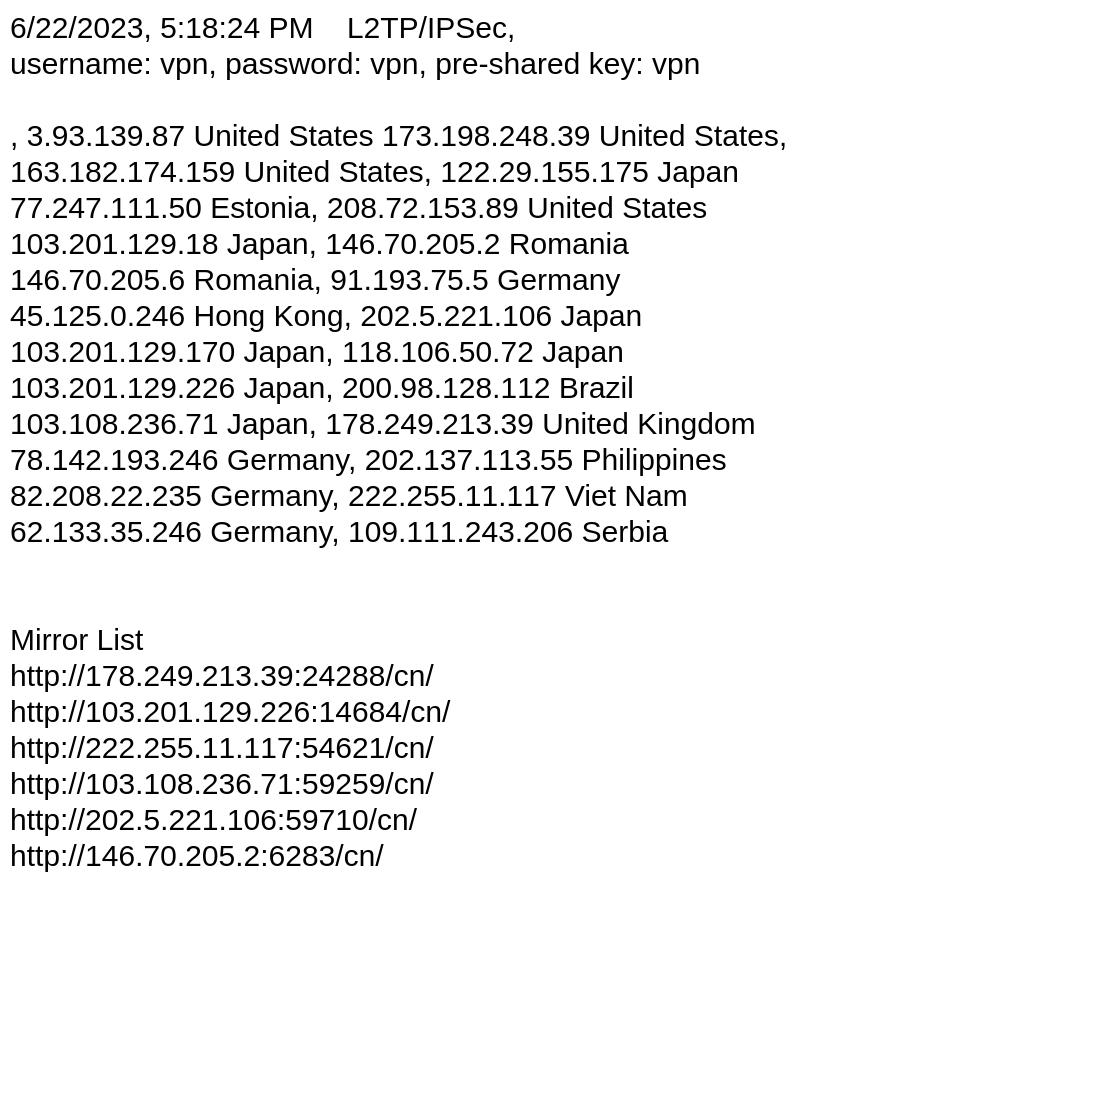 6/22/2023, 5:18:24 PM    L2TP/IPSec,
username: vpn, password: vpn, pre-shared key: vpn
, 3.93.139.87 United States 173.198.248.39 United States,
163.182.174.159 United States, 122.29.155.175 Japan
77.247.111.50 Estonia, 208.72.153.89 United States
103.201.129.18 Japan, 146.70.205.2 Romania
146.70.205.6 Romania, 91.193.75.5 Germany
45.125.0.246 Hong Kong, 202.5.221.106 Japan
103.201.129.170 Japan, 118.106.50.72 Japan
103.201.129.226 Japan, 200.98.128.112 Brazil
103.108.236.71 Japan, 178.249.213.39 United Kingdom
78.142.193.246 Germany, 202.137.113.55 Philippines
82.208.22.235 Germany, 222.255.11.117 Viet Nam
62.133.35.246 Germany, 109.111.243.206 Serbia
Mirror List
http://178.249.213.39:24288/cn/
http://103.201.129.226:14684/cn/
http://222.255.11.117:54621/cn/
http://103.108.236.71:59259/cn/
http://202.5.221.106:59710/cn/
http://146.70.205.2:6283/cn/